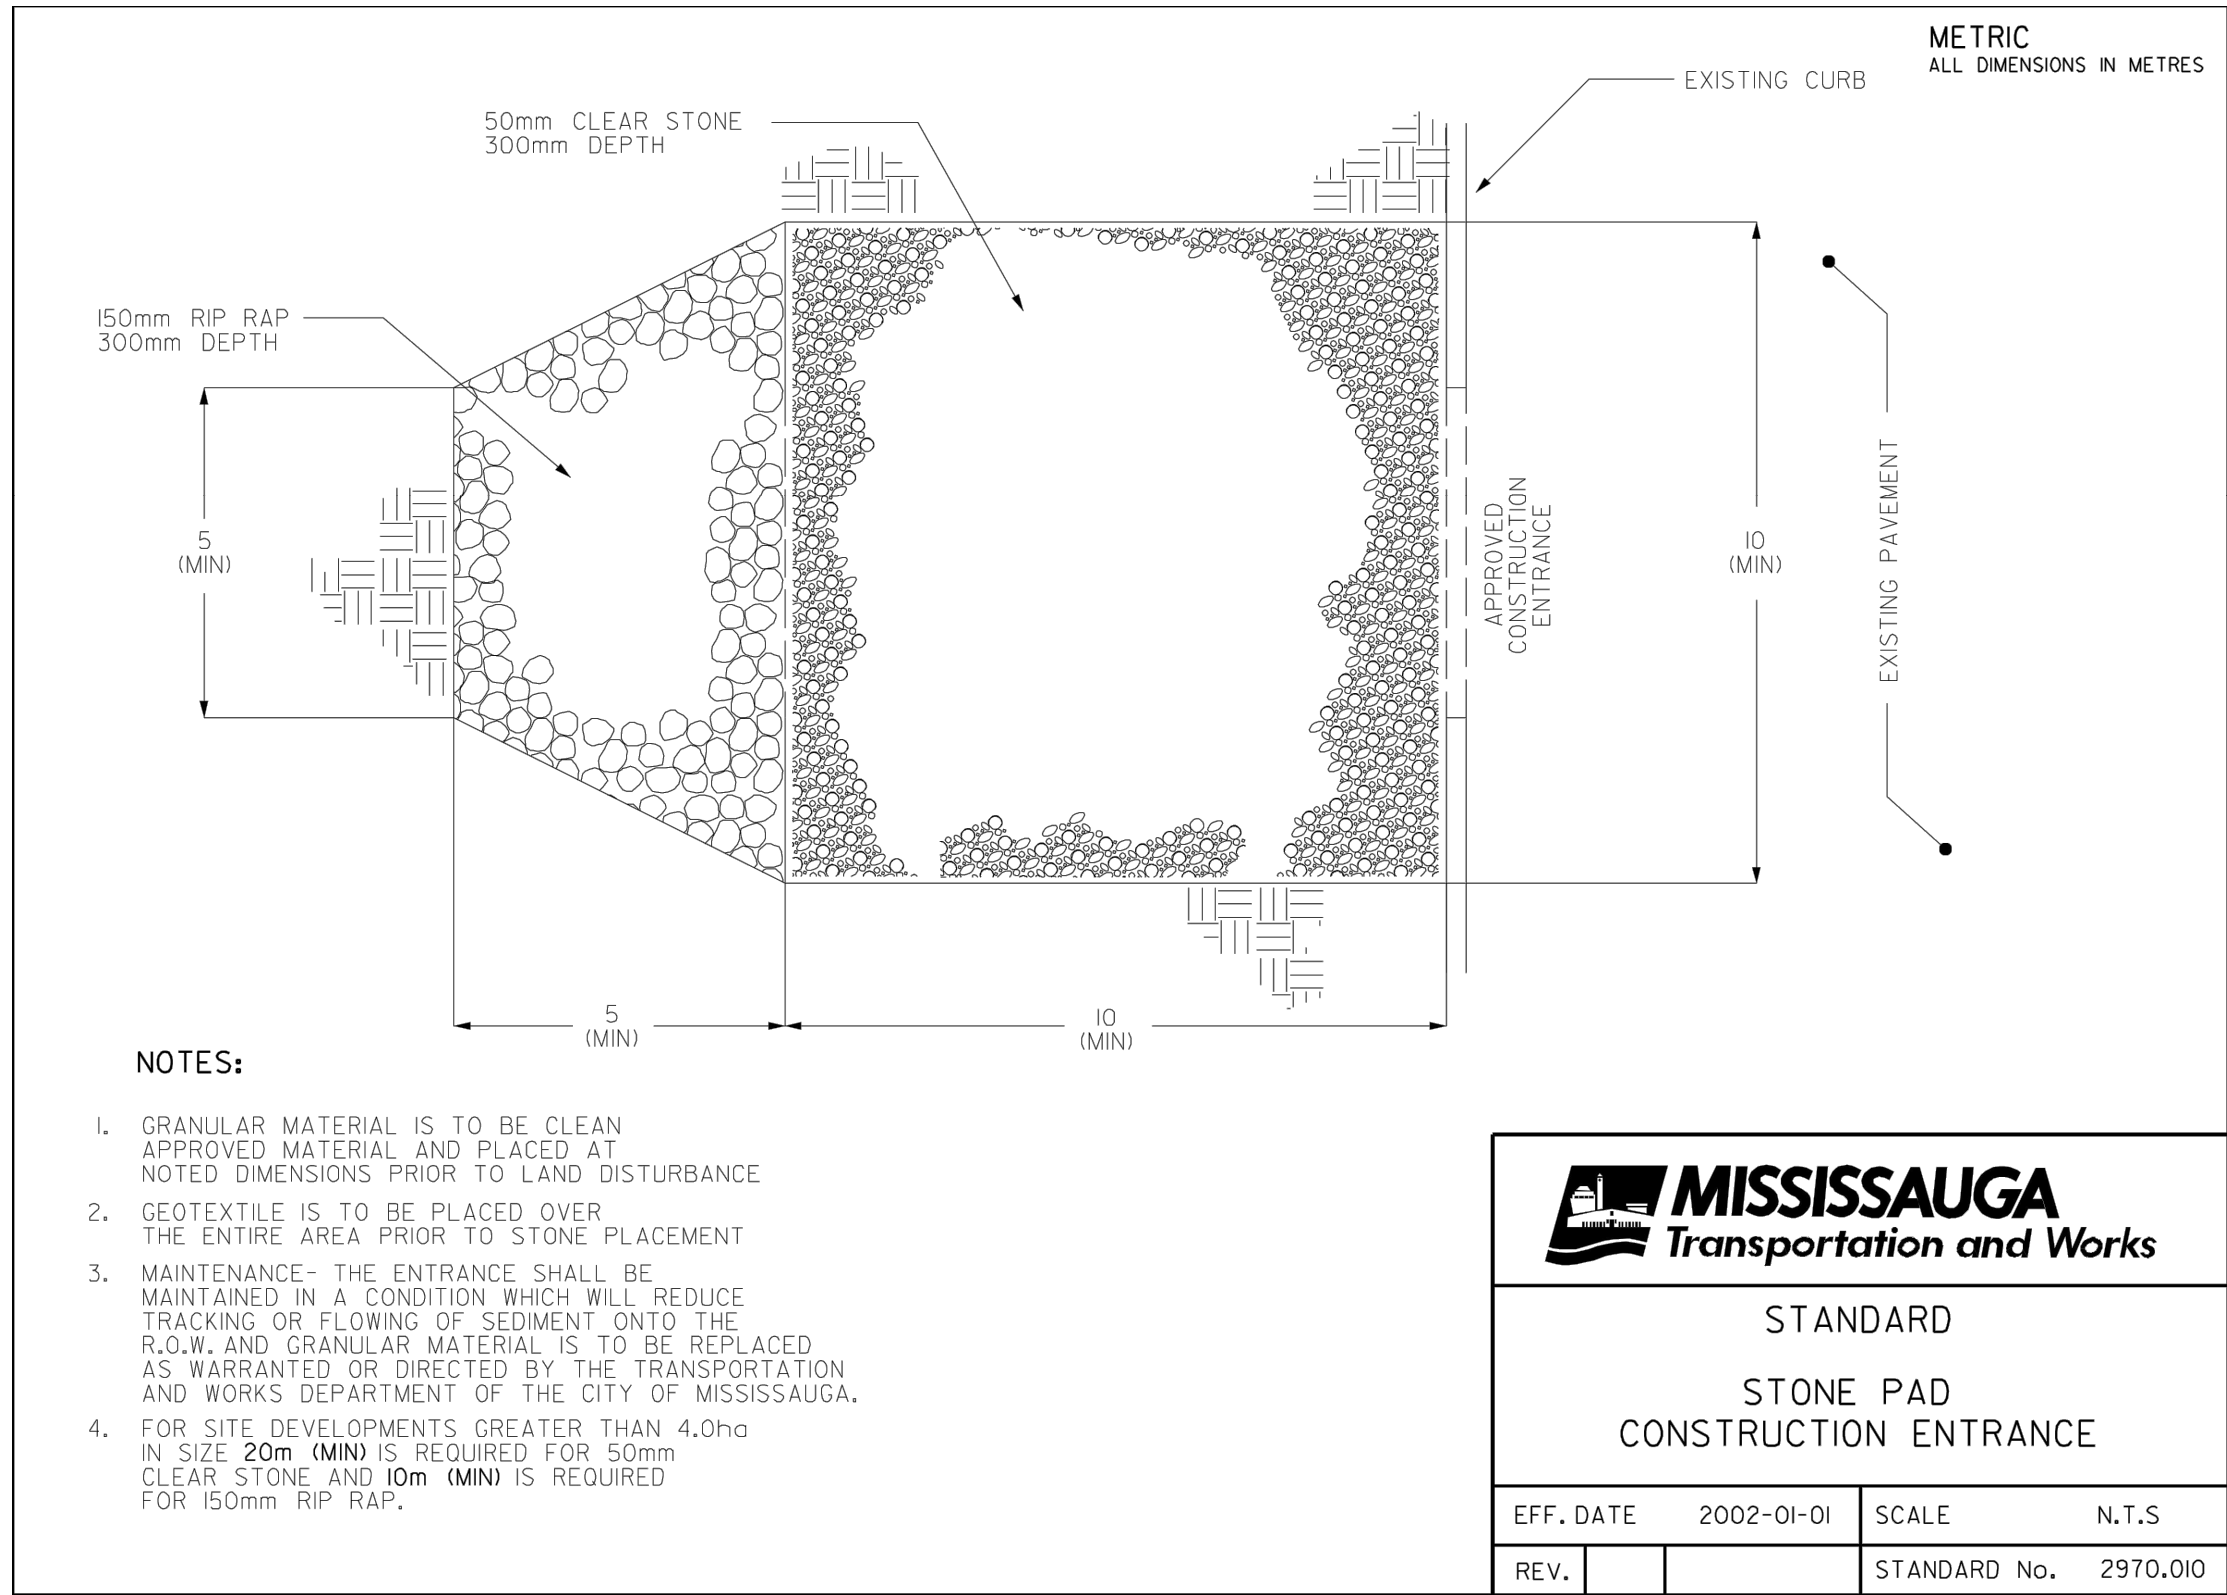 METRIC
ALL DIMENSIONS IN METRES
EXISTING CURB
50mm CLEAR STONE
300mm DEPTH
150mm RIP RAP
300mm DEPTH
5
(MIN)
APPROVED
CONSTRUCTION
ENTRANCE
10
(MIN)
EXISTING PAVEMENT
5
(MIN)
10
(MIN)
NOTES:
1. GRANULAR MATERIAL IS TO BE CLEAN
APPROVED MATERIAL AND PLACED AT
NOTED DIMENSIONS PRIOR TO LAND DISTURBANCE
2. GEOTEXTILE IS TO BE PLACED OVER
THE ENTIRE AREA PRIOR TO STONE PLACEMENT
3. MAINTENANCE- THE ENTRANCE SHALL BE
MAINTAINED IN A CONDITION WHICH WILL REDUCE
TRACKING OR FLOWING OF SEDIMENT ONTO THE
R.O.W. AND GRANULAR MATERIAL IS TO BE REPLACED
AS WARRANTED OR DIRECTED BY THE TRANSPORTATION
AND WORKS DEPARTMENT OF THE CITY OF MISSISSAUGA.
4. FOR SITE DEVELOPMENTS GREATER THAN 4.0ha
IN SIZE 20m (MIN) IS REQUIRED FOR 50mm
CLEAR STONE AND 10m (MIN) IS REQUIRED
FOR 150mm RIP RAP.
MISSISSAUGA
Transportation and Works
STANDARD
STONE PAD
CONSTRUCTION ENTRANCE
EFF. DATE 2002-01-01 SCALE N.T.S
REV. STANDARD No. 2970.010